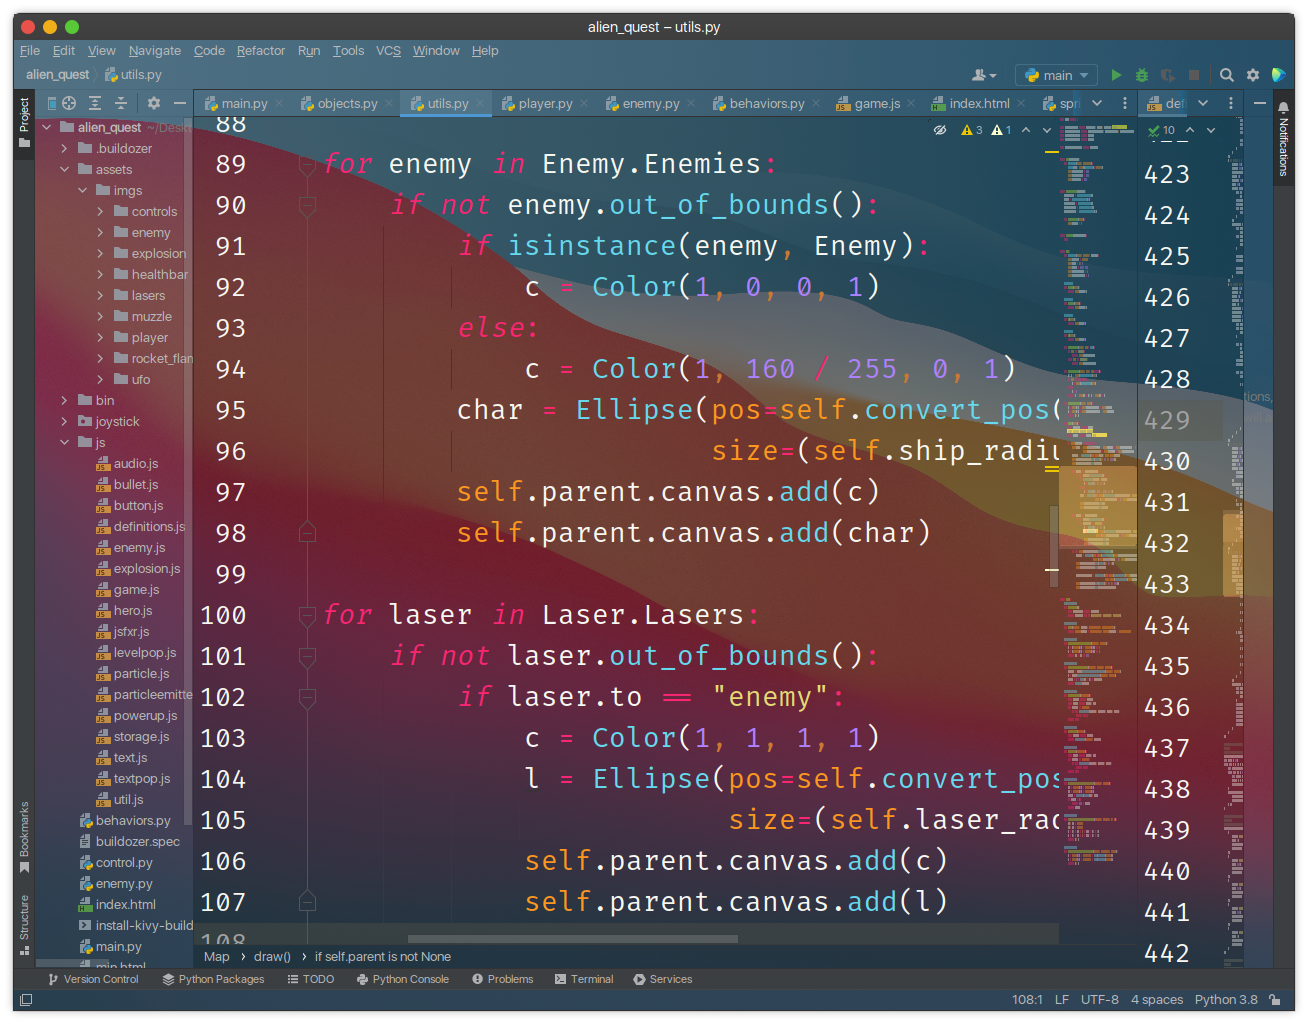 alien_quest – utils.py
File Edit View Navigate Code Refactor Run Tools VCS Window Help
alien_quest utils.py main
main.py objects.py utils.py player.py enemy.py behaviors.py game.js index.html
Project
alien_quest ~/Desk
.buildozer
assets
imgs
controls
enemy
explosion
healthbar
lasers
muzzle
player
rocket_flan
ufo
bin
joystick
js
audio.js
bullet.js
button.js
definitions.js
enemy.js
explosion.js
game.js
hero.js
jsfxr.js
levelpop.js
particle.js
particleemitte
powerup.js
storage.js
text.js
textpop.js
util.js
behaviors.py
buildozer.spec
control.py
enemy.py
index.html
install-kivy-build
main.py
min.html
Bookmarks
Structure
88
3 1
89 for enemy in Enemy.Enemies:
90 if not enemy.out_of_bounds():
91 if isinstance(enemy, Enemy):
92 c = Color(1, 0, 0, 1)
93 else:
94 c = Color(1, 160 / 255, 0, 1)
95 char = Ellipse(pos=self.convert_pos(
96 size=(self.ship_radiu
97 self.parent.canvas.add(c)
98 self.parent.canvas.add(char)
99
100 for laser in Laser.Lasers:
101 if not laser.out_of_bounds():
102 if laser.to == "enemy":
103 c = Color(1, 1, 1, 1)
104 l = Ellipse(pos=self.convert_pos
105 size=(self.laser_rad
106 self.parent.canvas.add(c)
107 self.parent.canvas.add(l)
108
10
423
424
425
426
427
428
429
430
431
432
433
434
435
436
437
438
439
440
441
442
Notifications
Map draw() if self.parent is not None
Version Control Python Packages TODO Python Console Problems Terminal Services
108:1 LF UTF-8 4 spaces Python 3.8